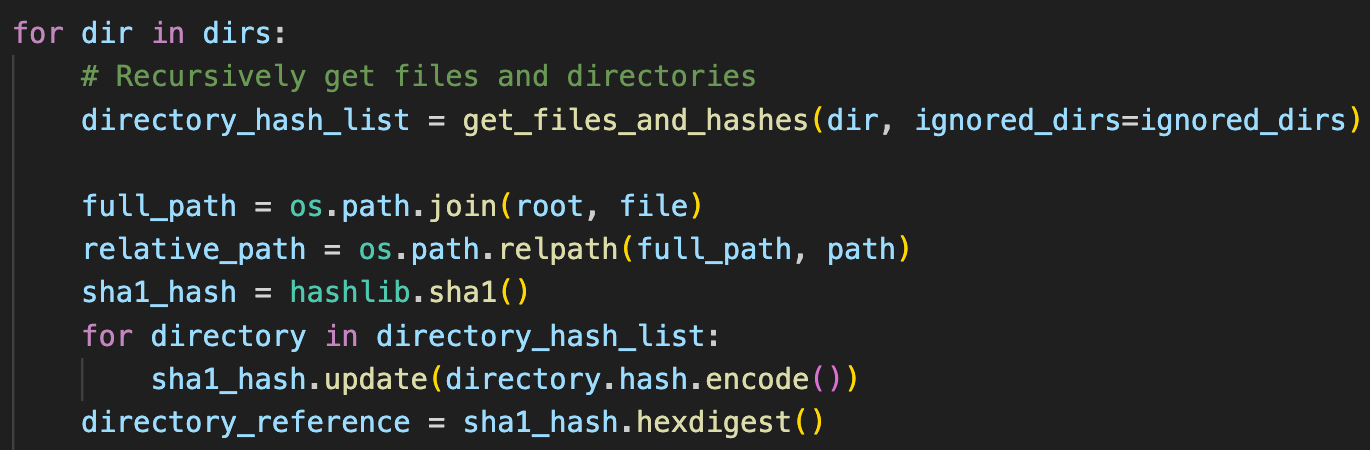 for dir in dirs:
    # Recursively get files and directories
    directory_hash_list = get_files_and_hashes(dir, ignored_dirs=ignored_dirs)

    full_path = os.path.join(root, file)
    relative_path = os.path.relpath(full_path, path)
    sha1_hash = hashlib.sha1()
    for directory in directory_hash_list:
        sha1_hash.update(directory.hash.encode())
    directory_reference = sha1_hash.hexdigest()